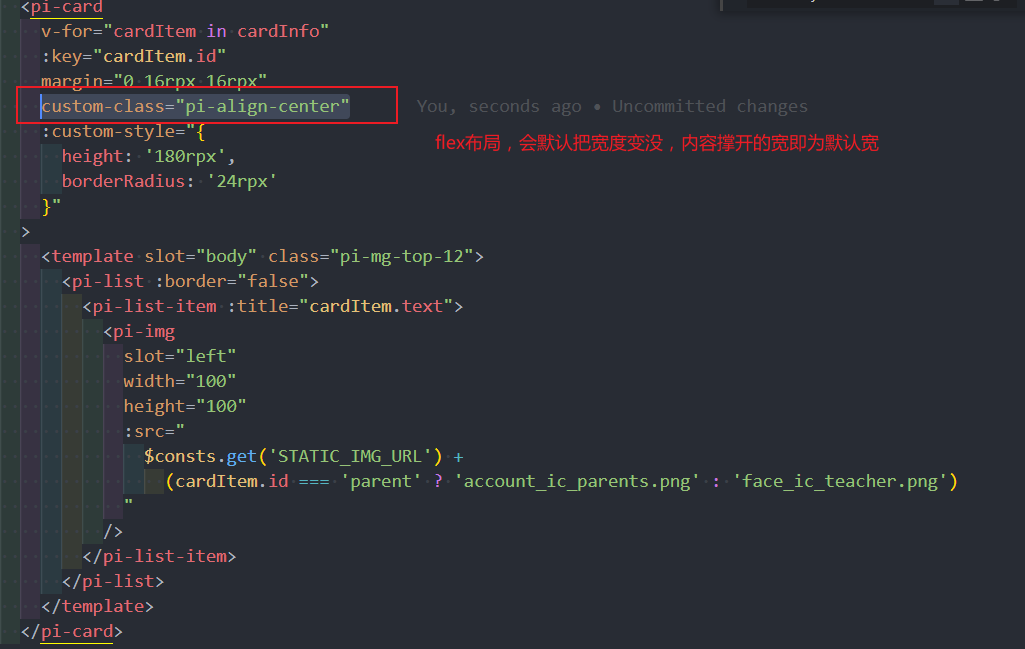 <pi-card
v-for="cardItem in cardInfo"
:key="cardItem.id"
margin="0 16rpx 16rpx"
custom-class="pi-align-center" You, seconds ago • Uncommitted changes
:custom-style="{
flex布局，会默认把宽度变没，内容撑开的宽即为默认宽
height: '180rpx',
borderRadius: '24rpx'
}"
>
<template slot="body" class="pi-mg-top-12">
<pi-list :border="false">
<pi-list-item :title="cardItem.text">
<pi-img
slot="left"
width="100"
height="100"
:src="
$consts.get('STATIC_IMG_URL') +
(cardItem.id === 'parent' ? 'account_ic_parents.png' : 'face_ic_teacher.png')
"
/>
</pi-list-item>
</pi-list>
</template>
</pi-card>